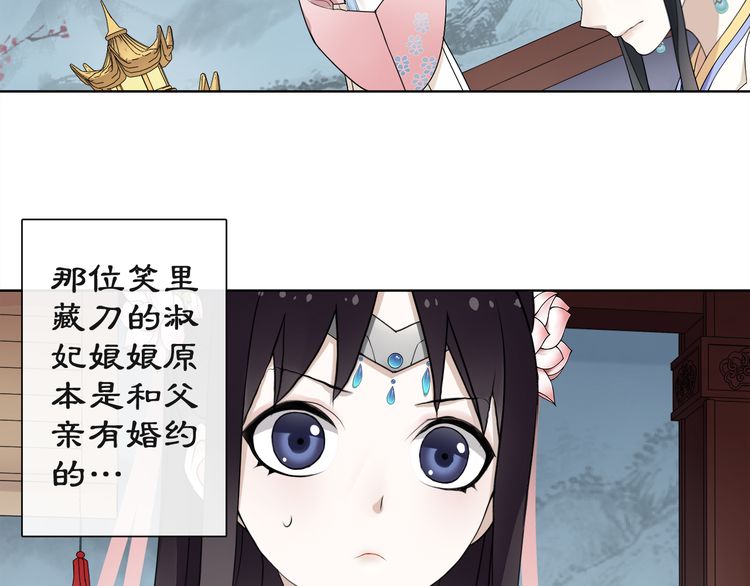 那位笑里
藏刀的淑
妃娘娘原
本是和父
亲有婚约
的…